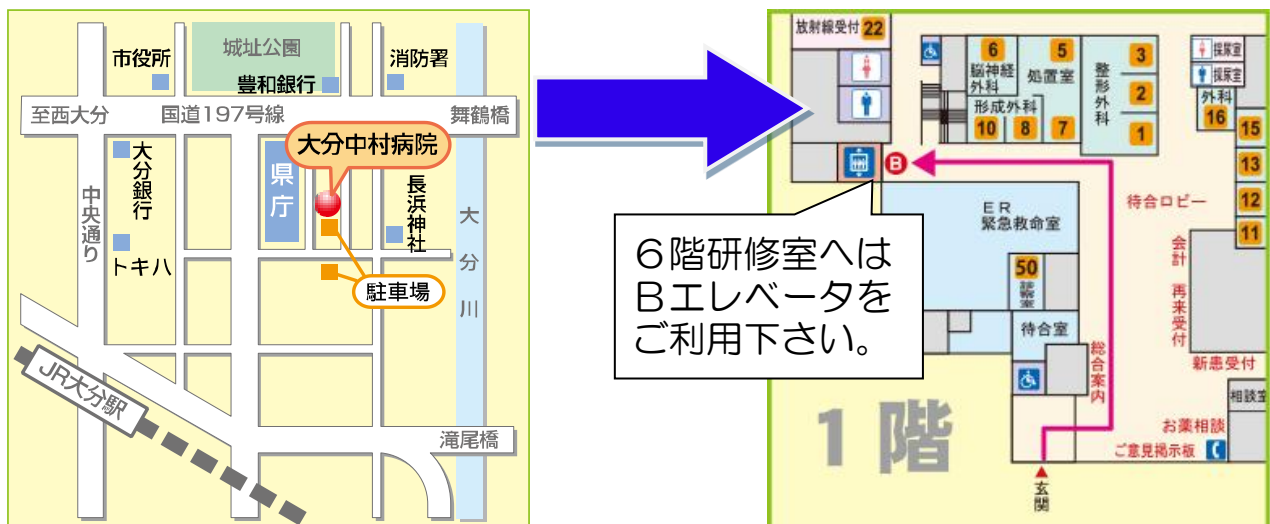 城址公園
市役所
消防署
豊和銀行
至西大分
国道197号線
舞鶴橋
大分中村病院
大分銀行
県庁
長浜神社
中央通り
大分川
トキハ
駐車場
JR大分駅
滝尾橋
放射線受付 22
6
脳神経
外科
5
処置室
形成外科
10
8
7
整形外科
3
2
1
採尿室
採尿室
外科
16
15
13
12
11
B
待合ロビー
ER
緊急救命室
50
診察室
待合室
会計 再来受付
新患受付
総合案内
相談室
お薬相談
ご意見掲示板
玄関
1階
6階研修室へは
Bエレベータを
ご利用下さい。